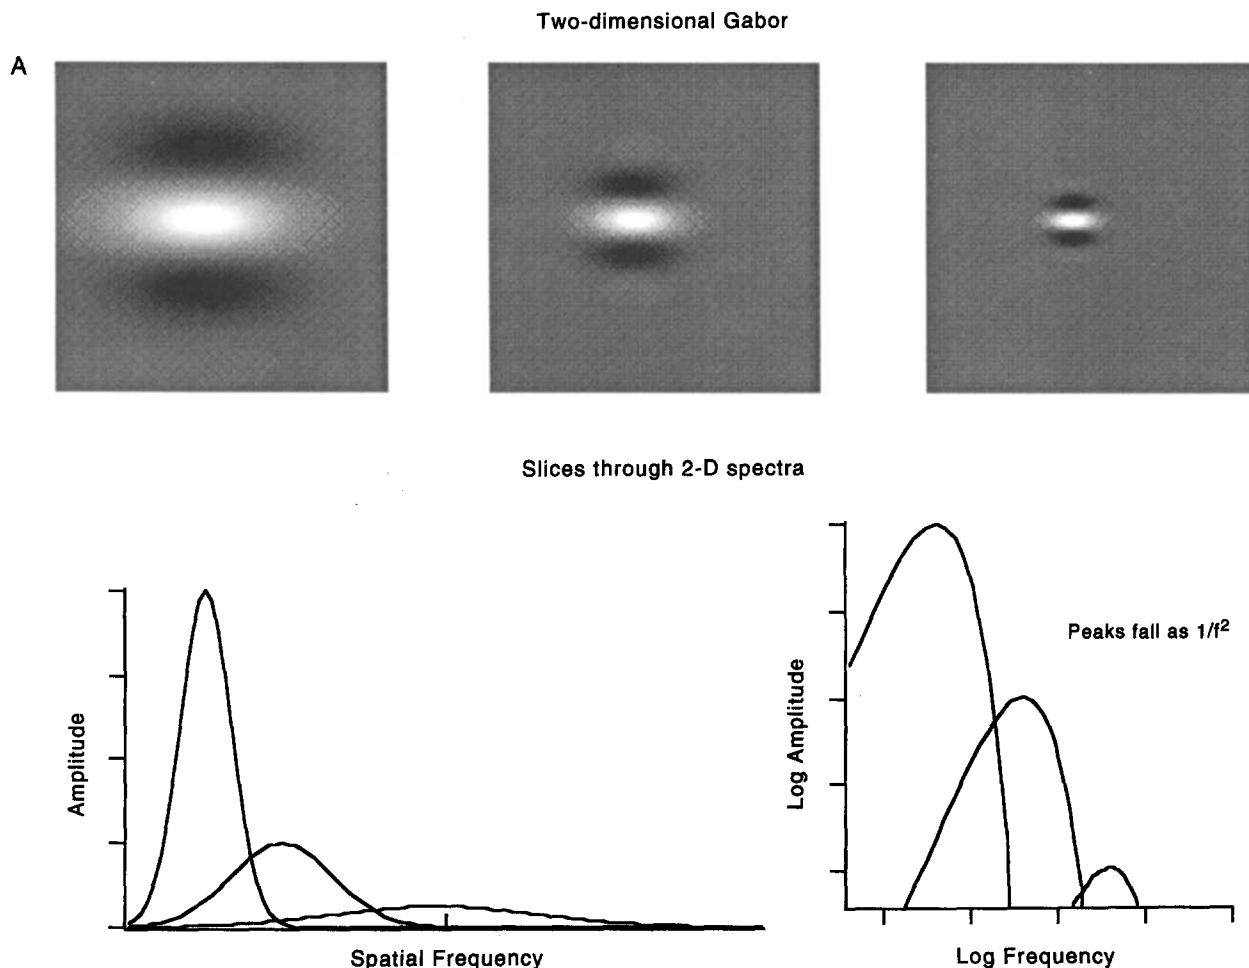 Two-dimensional Gabor
A
Slices through 2-D spectra
Peaks fall as 1/f²
Amplitude
Log Amplitude
Spatial Frequency
Log Frequency